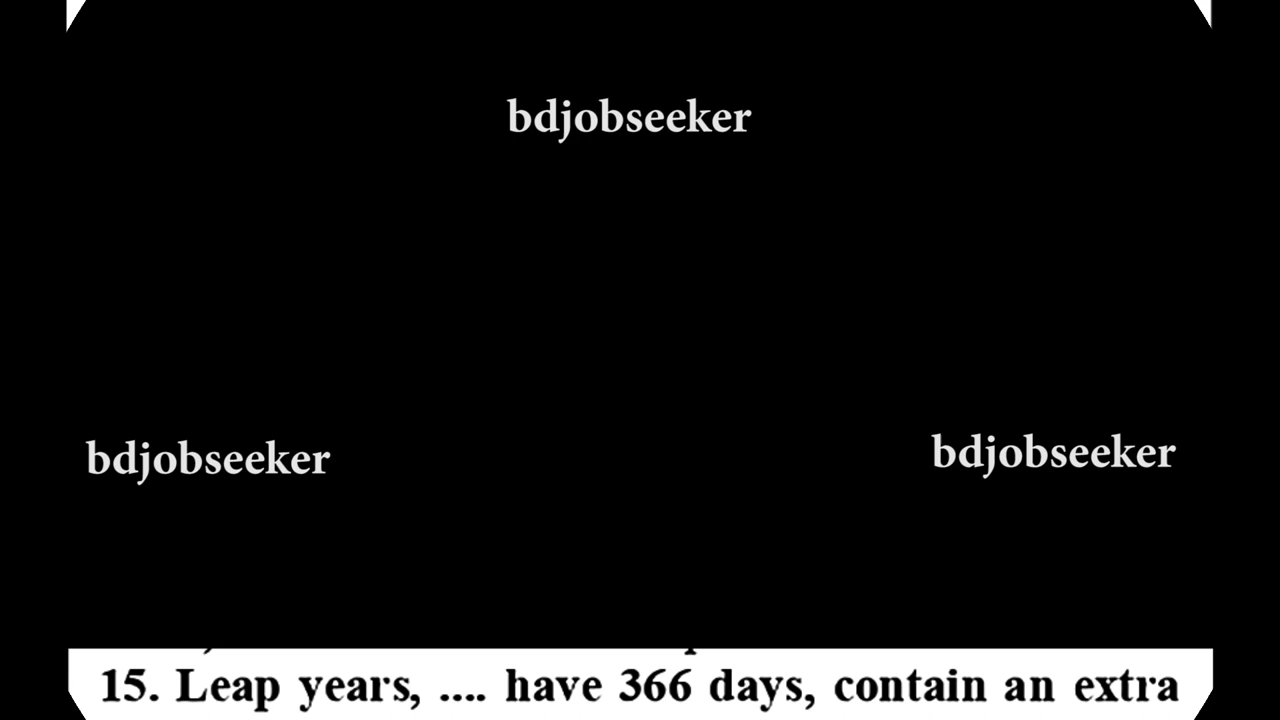 bdjobseeker
bdjobseeker
bdjobseeker
15. Leap years, .... have 366 days, contain an extra